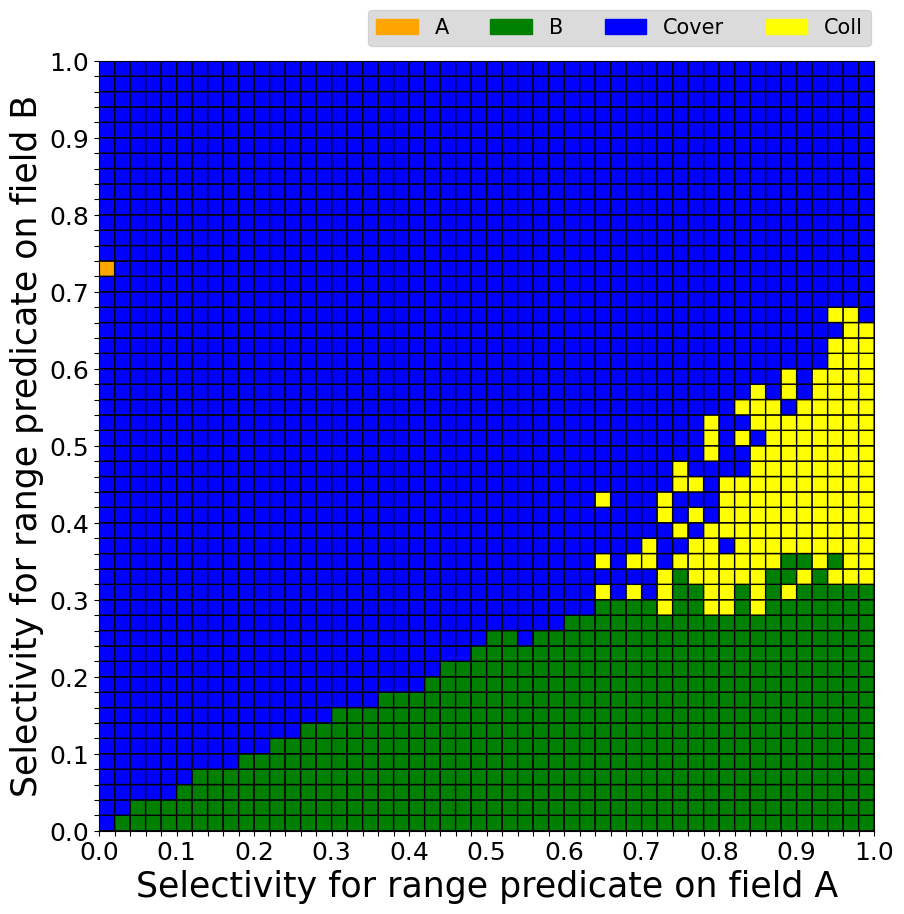 A B Cover Coll
Selectivity for range predicate on field B
1.0
0.9
0.8
0.7
0.6
0.5
0.4
0.3
0.2
0.1
0.0
0.0 0.1 0.2 0.3 0.4 0.5 0.6 0.7 0.8 0.9 1.0
Selectivity for range predicate on field A